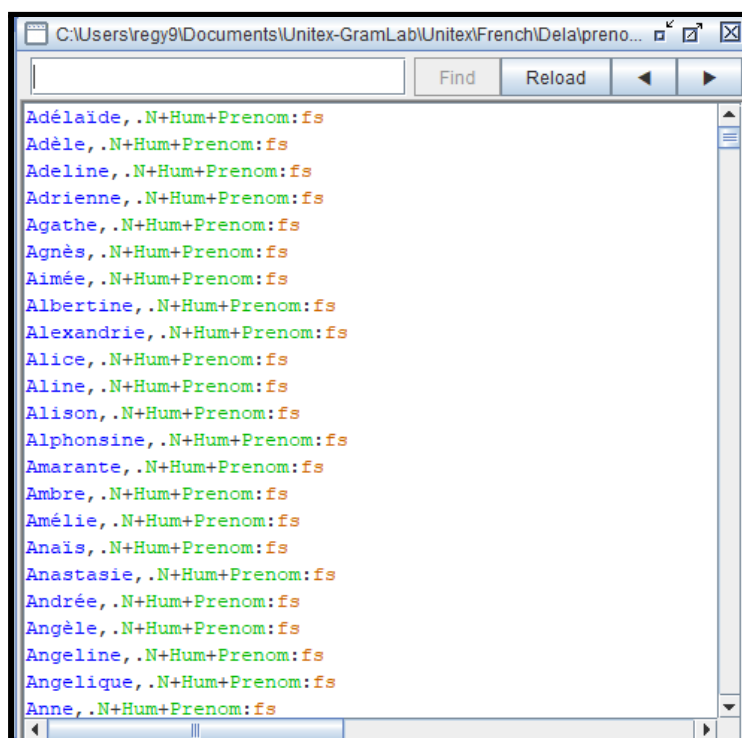 C:\Users\regy9\Documents\Unitex-GramLab\Unitex\French\Dela\preno...
Find Reload
Adélaïde,.N+Hum+Prenom:fs
Adèle,.N+Hum+Prenom:fs
Adeline,.N+Hum+Prenom:fs
Adrienne,.N+Hum+Prenom:fs
Agathe,.N+Hum+Prenom:fs
Agnès,.N+Hum+Prenom:fs
Aimée,.N+Hum+Prenom:fs
Albertine,.N+Hum+Prenom:fs
Alexandrie,.N+Hum+Prenom:fs
Alice,.N+Hum+Prenom:fs
Aline,.N+Hum+Prenom:fs
Alison,.N+Hum+Prenom:fs
Alphonsine,.N+Hum+Prenom:fs
Amarante,.N+Hum+Prenom:fs
Ambre,.N+Hum+Prenom:fs
Amélie,.N+Hum+Prenom:fs
Anaïs,.N+Hum+Prenom:fs
Anastasie,.N+Hum+Prenom:fs
Andrée,.N+Hum+Prenom:fs
Angèle,.N+Hum+Prenom:fs
Angeline,.N+Hum+Prenom:fs
Angelique,.N+Hum+Prenom:fs
Anne,.N+Hum+Prenom:fs